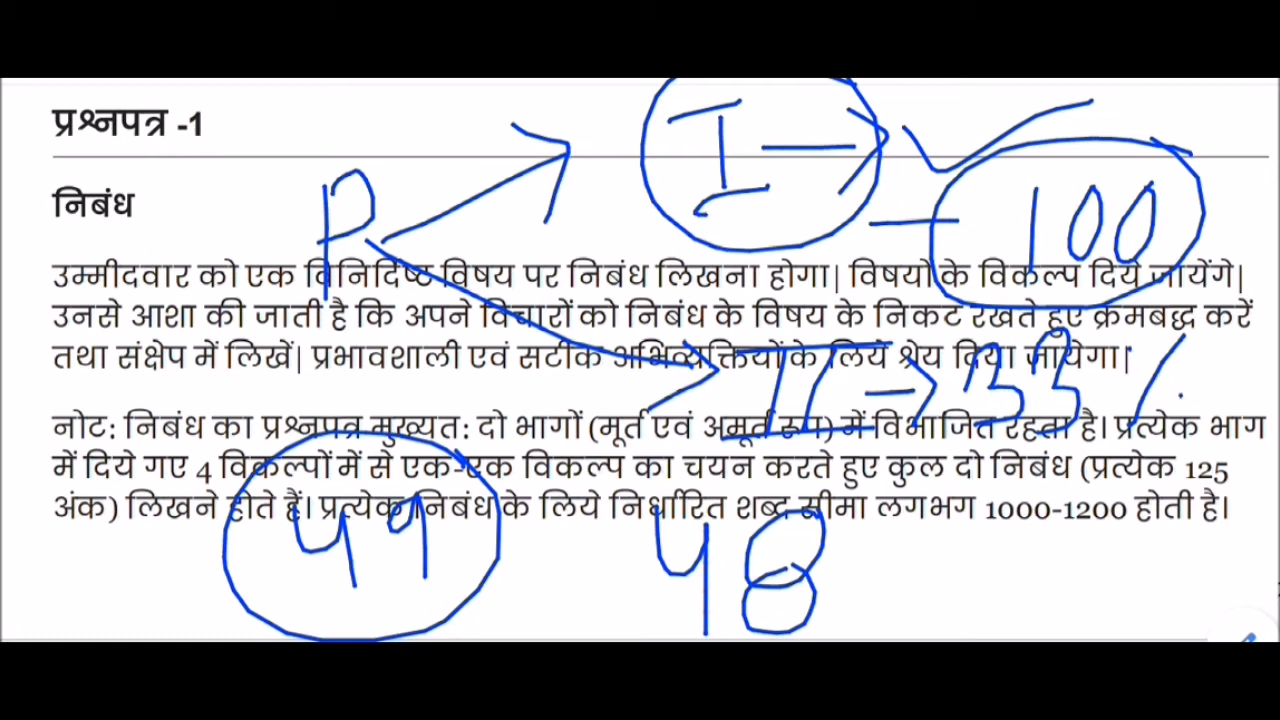 प्रश्नपत्र -1
I → 100
निबंध
P
उम्मीदवार को एक विनिर्दिष्ट विषय पर निबंध लिखना होगा| विषयों के विकल्प दिये जायेंगे|
उनसे आशा की जाती है कि अपने विचारों को निबंध के विषय के निकट रखते हुए क्रमबद्ध करें
तथा संक्षेप में लिखें| प्रभावशाली एवं सटीक अभिव्यक्तियों के लिये श्रेय दिया जायेगा|
II → 33 %
नोट: निबंध का प्रश्नपत्र मुख्यत: दो भागों (मूर्त एवं अमूर्त रुप) में विभाजित रहता है। प्रत्येक भाग
में दिये गए 4 विकल्पों में से एक-एक विकल्प का चयन करते हुए कुल दो निबंध (प्रत्येक 125
अंक) लिखने होते हैं। प्रत्येक निबंध के लिये निर्धारित शब्द सीमा लगभग 1000-1200 होती है।
49 48